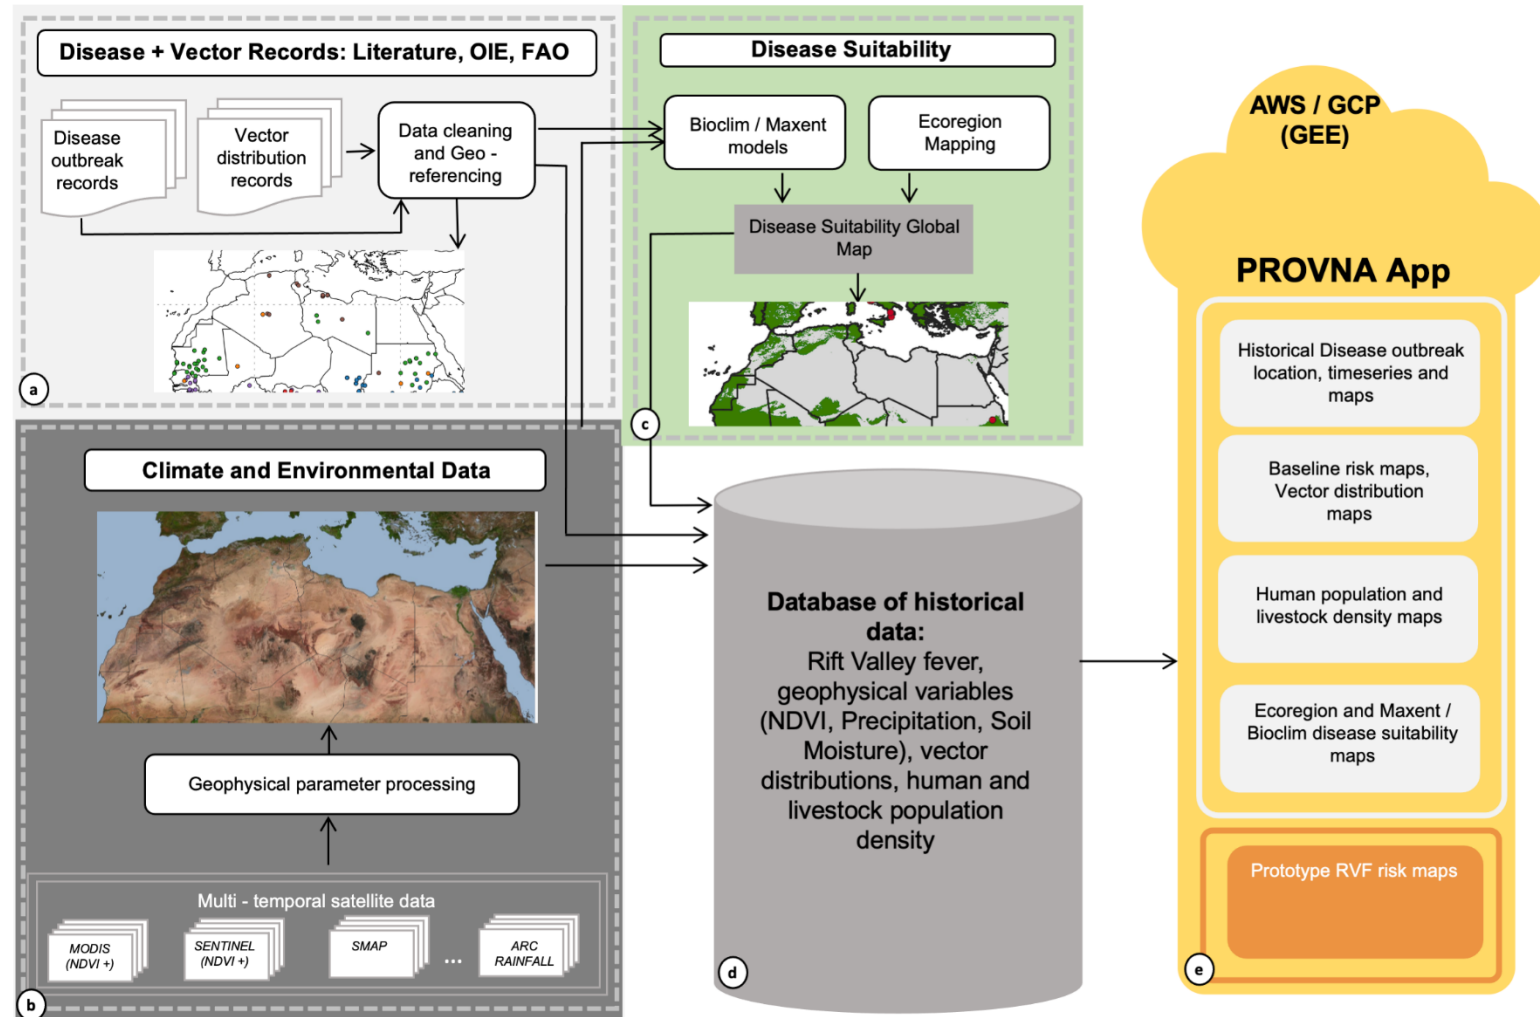 Disease + Vector Records: Literature, OIE, FAO
Disease
outbreak
records
Vector
distribution
records
Data cleaning
and Geo -
referencing
a
Climate and Environmental Data
Geophysical parameter processing
Multi - temporal satellite data
MODIS
(NDVI +)
SENTINEL
(NDVI +)
SMAP
...
ARC
RAINFALL
b
Disease Suitability
Bioclim / Maxent
models
Ecoregion
Mapping
Disease Suitability Global
Map
c
Database of historical
data:
Rift Valley fever,
geophysical variables
(NDVI, Precipitation, Soil
Moisture), vector
distributions, human and
livestock population
density
d
AWS / GCP
(GEE)
PROVNA App
Historical Disease outbreak
location, timeseries and
maps
Baseline risk maps,
Vector distribution
maps
Human population and
livestock density maps
Ecoregion and Maxent /
Bioclim disease suitability
maps
Prototype RVF risk maps
e